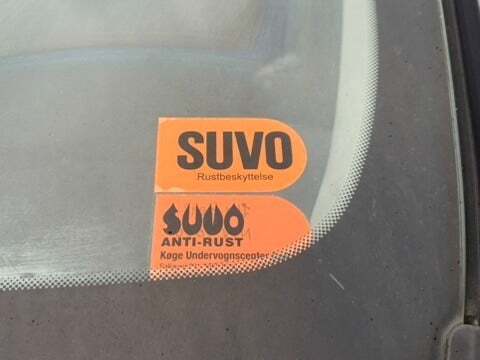 SUVO
Rustbeskyttelse
SUVO
ANTI-RUST
Køge Undervognscenter